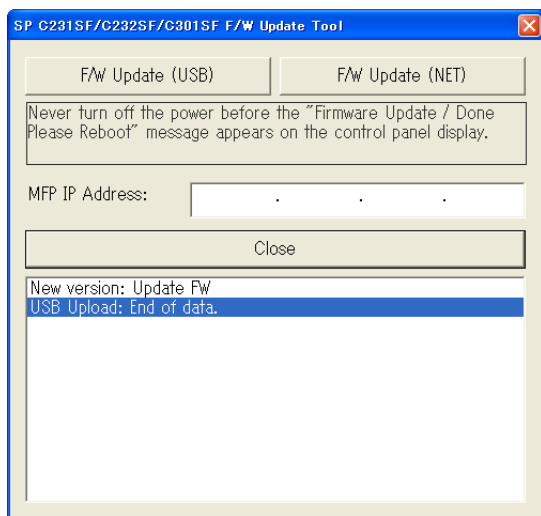 SP C231SF/C232SF/C301SF F/W Update Tool
F/W Update (USB)
F/W Update (NET)
Never turn off the power before the "Firmware Update / Done
Please Reboot" message appears on the control panel display.
MFP IP Address:
. . .
Close
New version: Update FW
USB Upload: End of data.